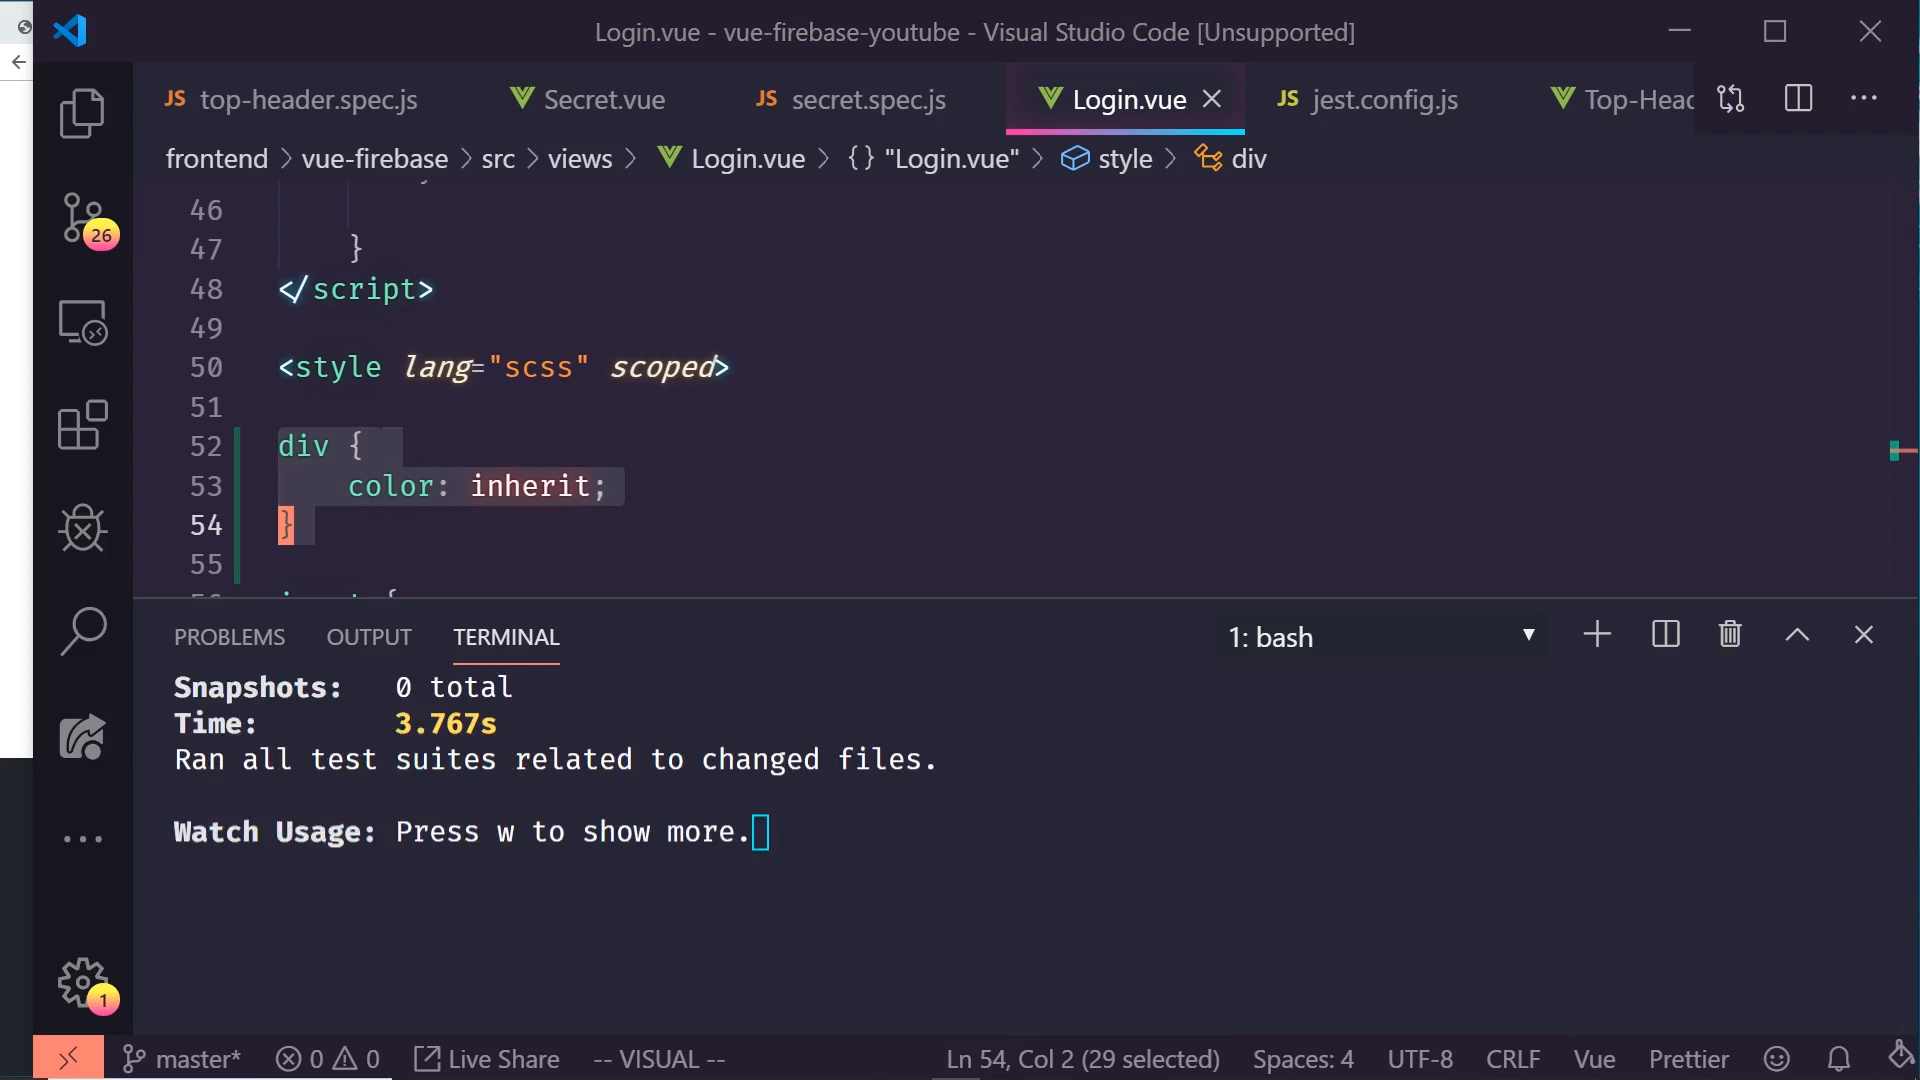 Login.vue - vue-firebase-youtube - Visual Studio Code [Unsupported]
JS top-header.spec.js Secret.vue JS secret.spec.js Login.vue JS jest.config.js Top-Head
frontend > vue-firebase > src > views > Login.vue > {} "Login.vue" > style > div
46
47 }
48 </script>
49
50 <style lang="scss" scoped>
51
52 div {
53 color: inherit;
54 }
55
26
PROBLEMS OUTPUT TERMINAL 1: bash
Snapshots: 0 total
Time: 3.767s
Ran all test suites related to changed files.
Watch Usage: Press w to show more.
1
master* 0 0 Live Share -- VISUAL -- Ln 54, Col 2 (29 selected) Spaces: 4 UTF-8 CRLF Vue Prettier